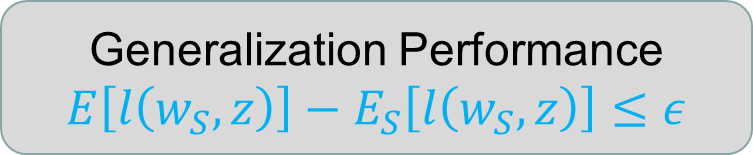 Generalization Performance
E[l(w_S, z)] − E_S[l(w_S, z)] ≤ ϵ